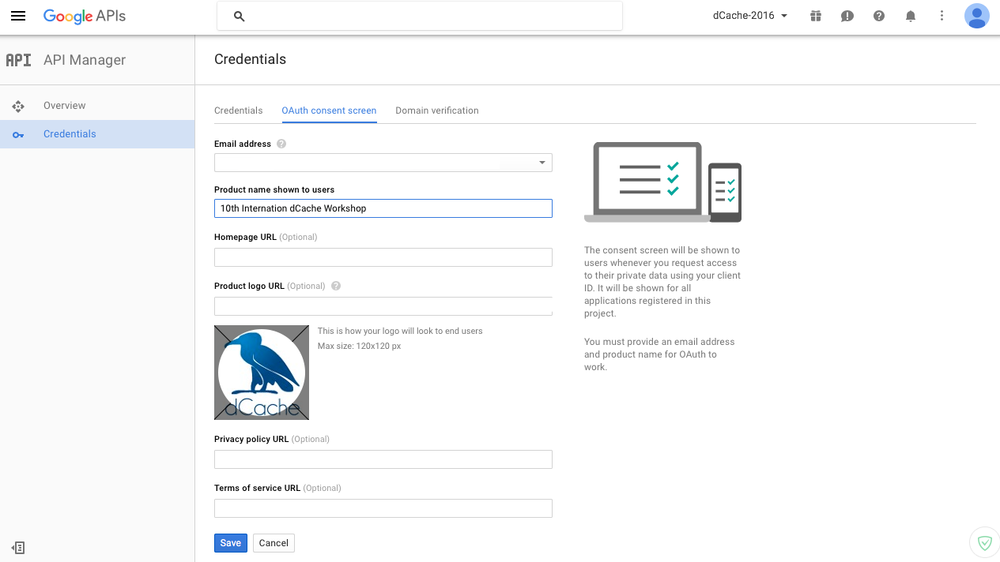 Google APIs
dCache-2016
API
API Manager
Credentials
Overview
Credentials
Credentials
OAuth consent screen
Domain verification
Email address
Product name shown to users
10th Internation dCache Workshop
Homepage URL (Optional)
Product logo URL (Optional)
This is how your logo will look to end users
Max size: 120x120 px
dCache
Privacy policy URL (Optional)
Terms of service URL (Optional)
Save
Cancel
The consent screen will be shown to
users whenever you request access
to their private data using your client
ID. It will be shown for all
applications registered in this
project.
You must provide an email address
and product name for OAuth to
work.